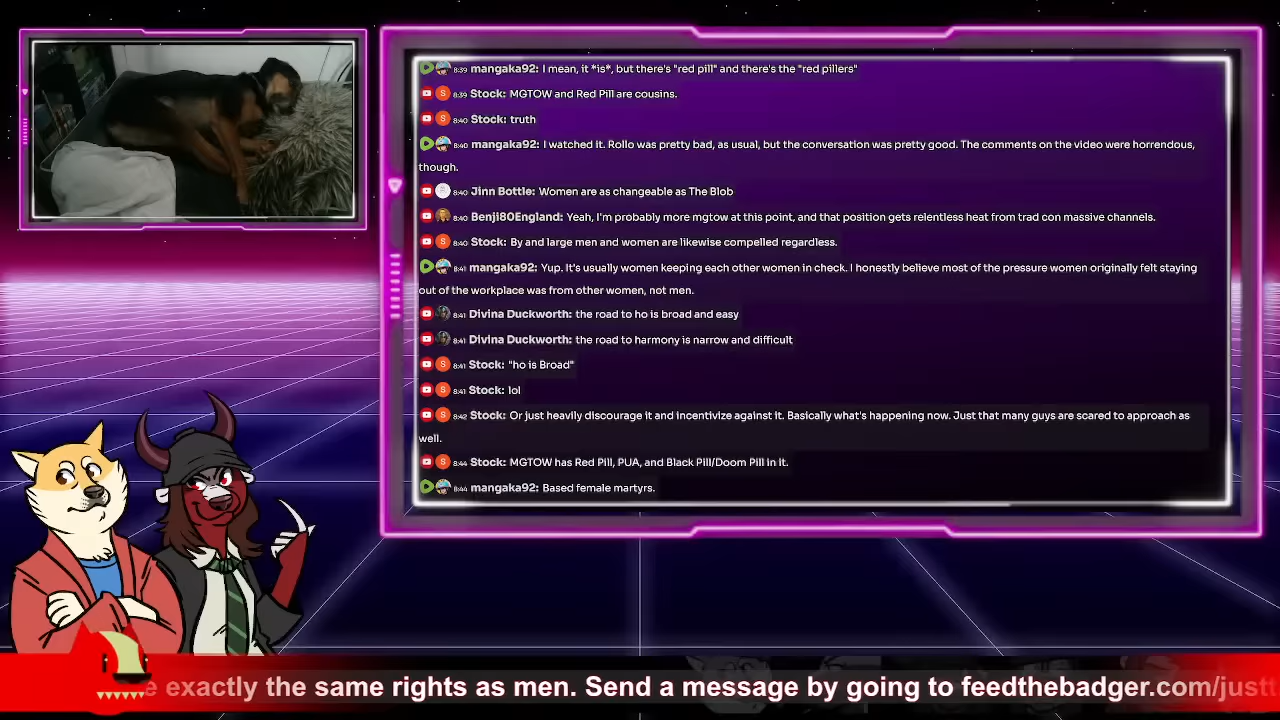 8:39 mangaka92: I mean, it *is*, but there's "red pill" and there's the "red pillers"
S 8:39 Stock: MGTOW and Red Pill are cousins.
S 8:40 Stock: truth
8:40 mangaka92: I watched it. Rollo was pretty bad, as usual, but the conversation was pretty good. The comments on the video were horrendous,
though.
8:40 Jinn Bottle: Women are as changeable as The Blob
8:40 Benji80England: Yeah, I'm probably more mgtow at this point, and that position gets relentless heat from trad con massive channels.
S 8:40 Stock: By and large men and women are likewise compelled regardless.
8:41 mangaka92: Yup. It's usually women keeping each other women in check. I honestly believe most of the pressure women originally felt staying
out of the workplace was from other women, not men.
8:41 Divina Duckworth: the road to ho is broad and easy
8:41 Divina Duckworth: the road to harmony is narrow and difficult
S 8:41 Stock: "ho is Broad"
S 8:41 Stock: lol
S 8:42 Stock: Or just heavily discourage it and incentivize against it. Basically what's happening now. Just that many guys are scared to approach as
well.
S 8:44 Stock: MGTOW has Red Pill, PUA, and Black Pill/Doom Pill in it.
8:44 mangaka92: Based female martyrs.
e exactly the same rights as men. Send a message by going to feedthebadger.com/just